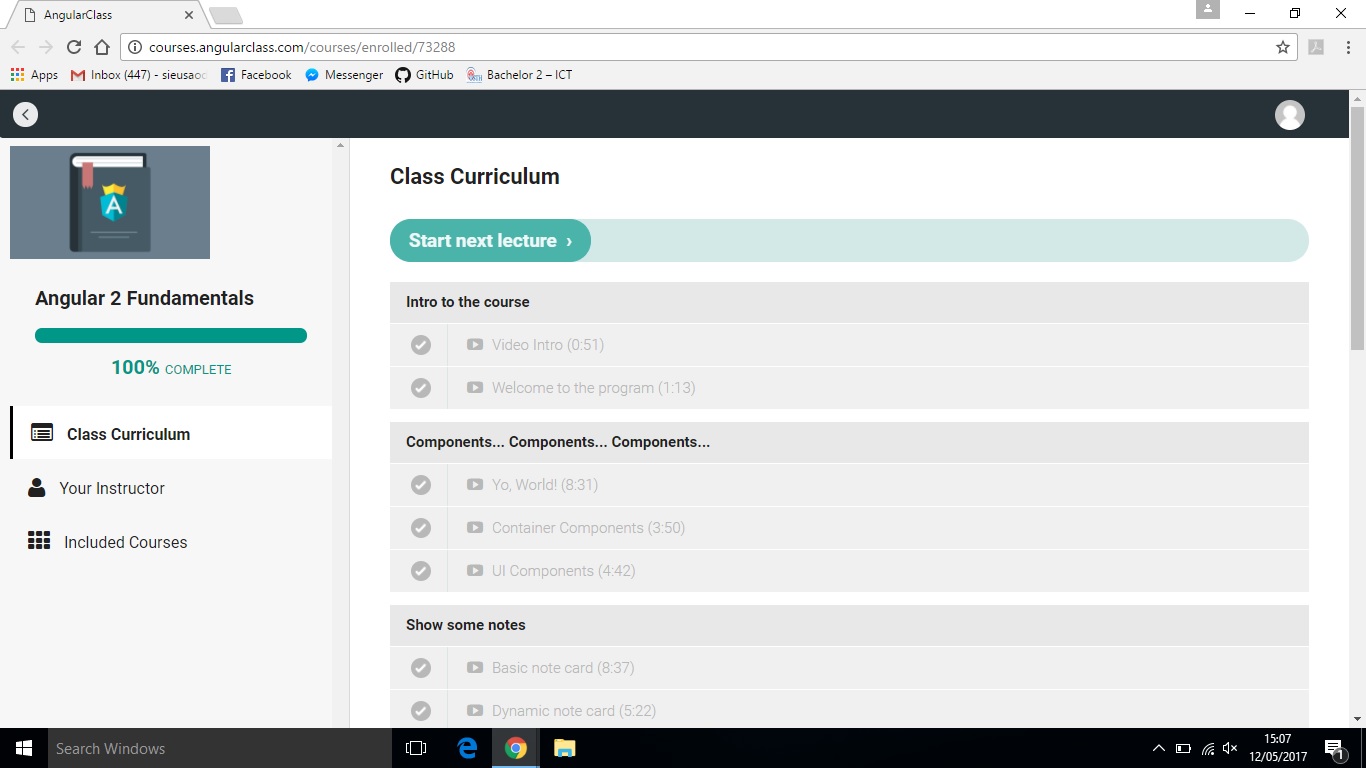 AngularClass
courses.angularclass.com/courses/enrolled/73288
Apps
Inbox (447) - sieusaoc
Facebook
Messenger
GitHub
Bachelor 2 – ICT
A
Angular 2 Fundamentals
100% COMPLETE
Class Curriculum
Your Instructor
Included Courses
Class Curriculum
Start next lecture ›
Intro to the course
Video Intro (0:51)
Welcome to the program (1:13)
Components... Components... Components...
Yo, World! (8:31)
Container Components (3:50)
UI Components (4:42)
Show some notes
Basic note card (8:37)
Dynamic note card (5:22)
Search Windows
15:07
12/05/2017
1